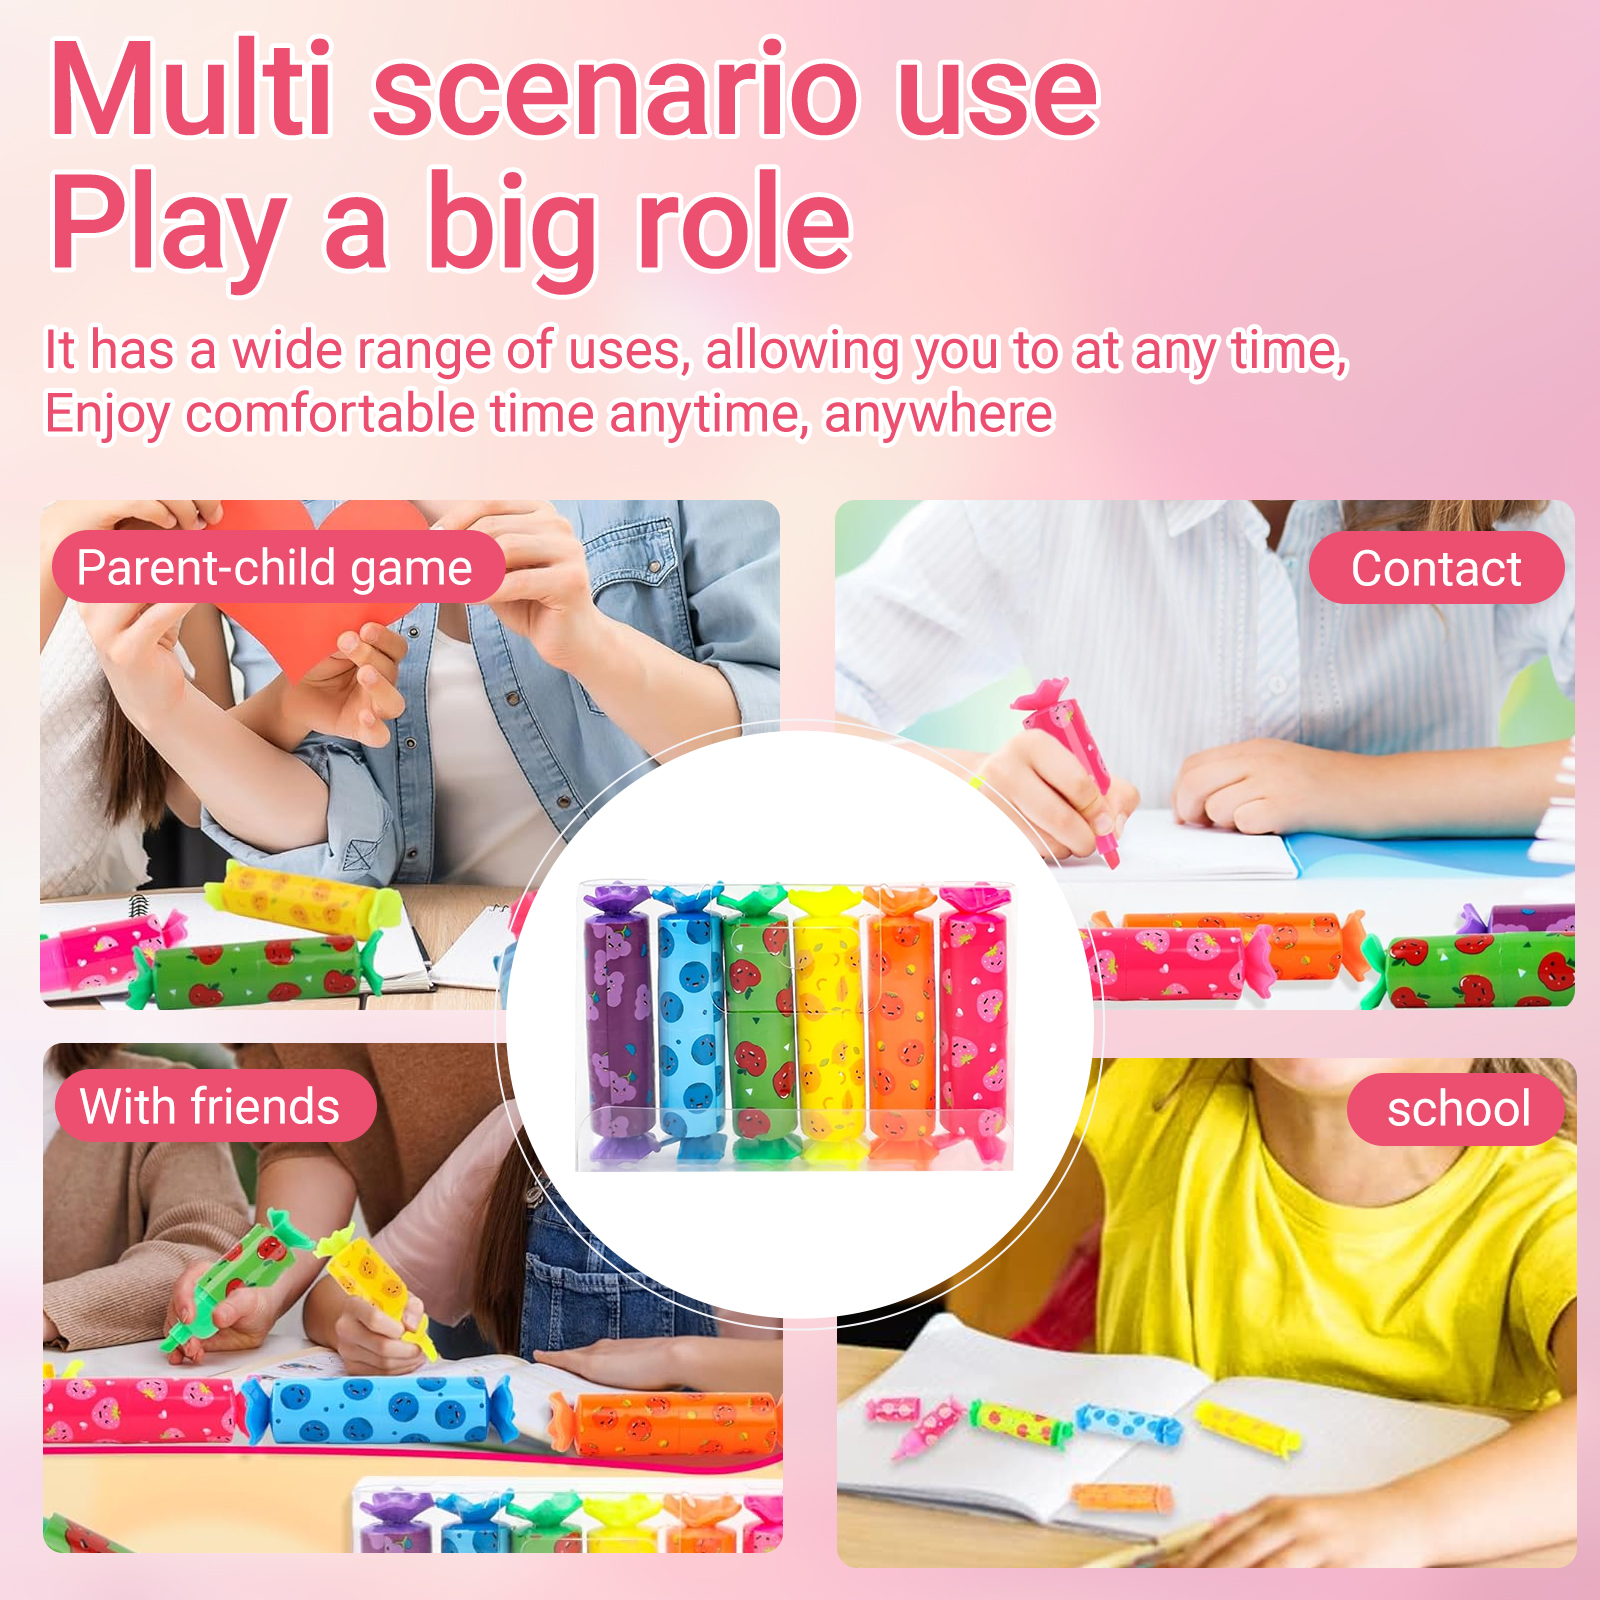 Multi scenario use
Play a big role
It has a wide range of uses, allowing you to at any time,
Enjoy comfortable time anytime, anywhere
Parent-child game
Contact
With friends
school